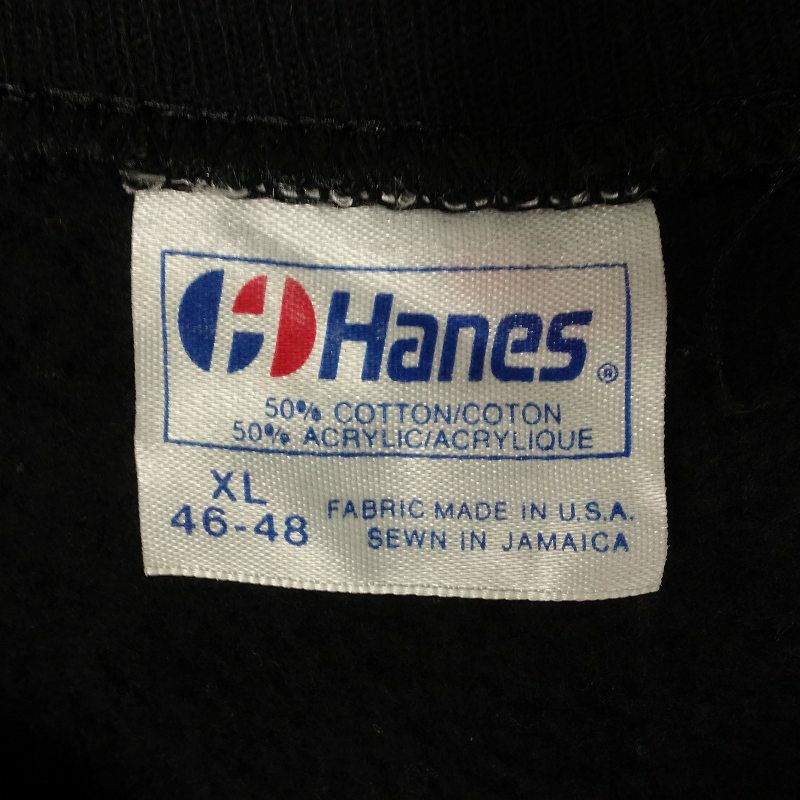 Hanes®
50% COTTON/COTON
50% ACRYLIC/ACRYLIQUE
XL
46-48
FABRIC MADE IN U.S.A.
SEWN IN JAMAICA